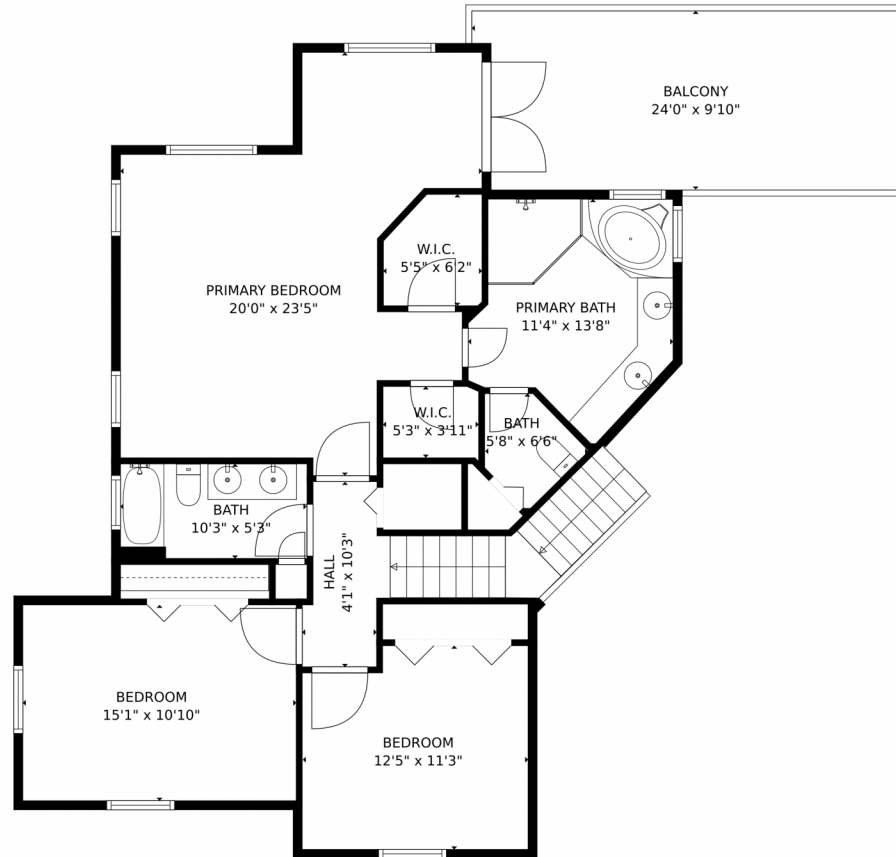 BALCONY
24'0" x 9'10"
W.I.C.
5'5" x 6'2"
PRIMARY BEDROOM
20'0" x 23'5"
PRIMARY BATH
11'4" x 13'8"
W.I.C.
5'3" x 3'11"
BATH
5'8" x 6'6"
BATH
10'3" x 5'3"
HALL
4'1" x 10'3"
BEDROOM
15'1" x 10'10"
BEDROOM
12'5" x 11'3"